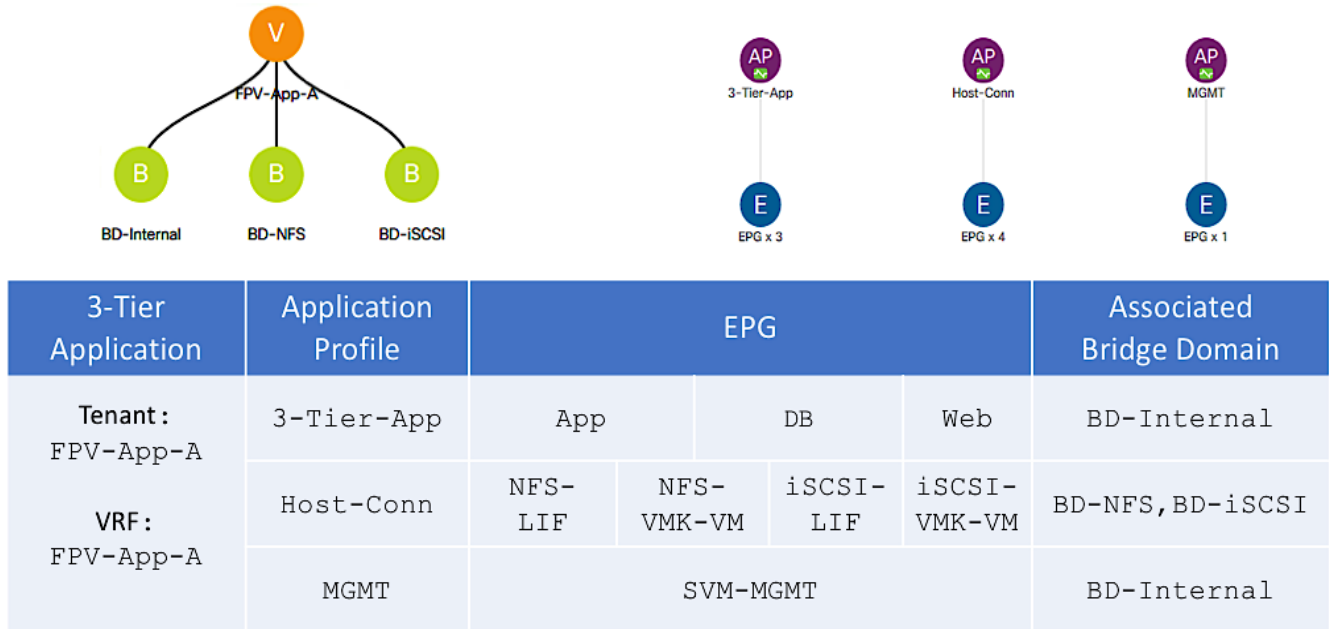 V
FPV-App-A
B
B
B
BD-Internal
BD-NFS
BD-iSCSI
AP
3-Tier-App
AP
Host-Conn
AP
MGMT
E
EPG x 3
E
EPG x 4
E
EPG x 1
3-Tier
Application
Application
Profile
EPG
Associated
Bridge Domain
Tenant:
FPV-App-A
VRF:
FPV-App-A
3-Tier-App
App
DB
Web
BD-Internal
Host-Conn
NFS-
LIF
NFS-
VMK-VM
iSCSI-
LIF
iSCSI-
VMK-VM
BD-NFS,BD-iSCSI
MGMT
SVM-MGMT
BD-Internal